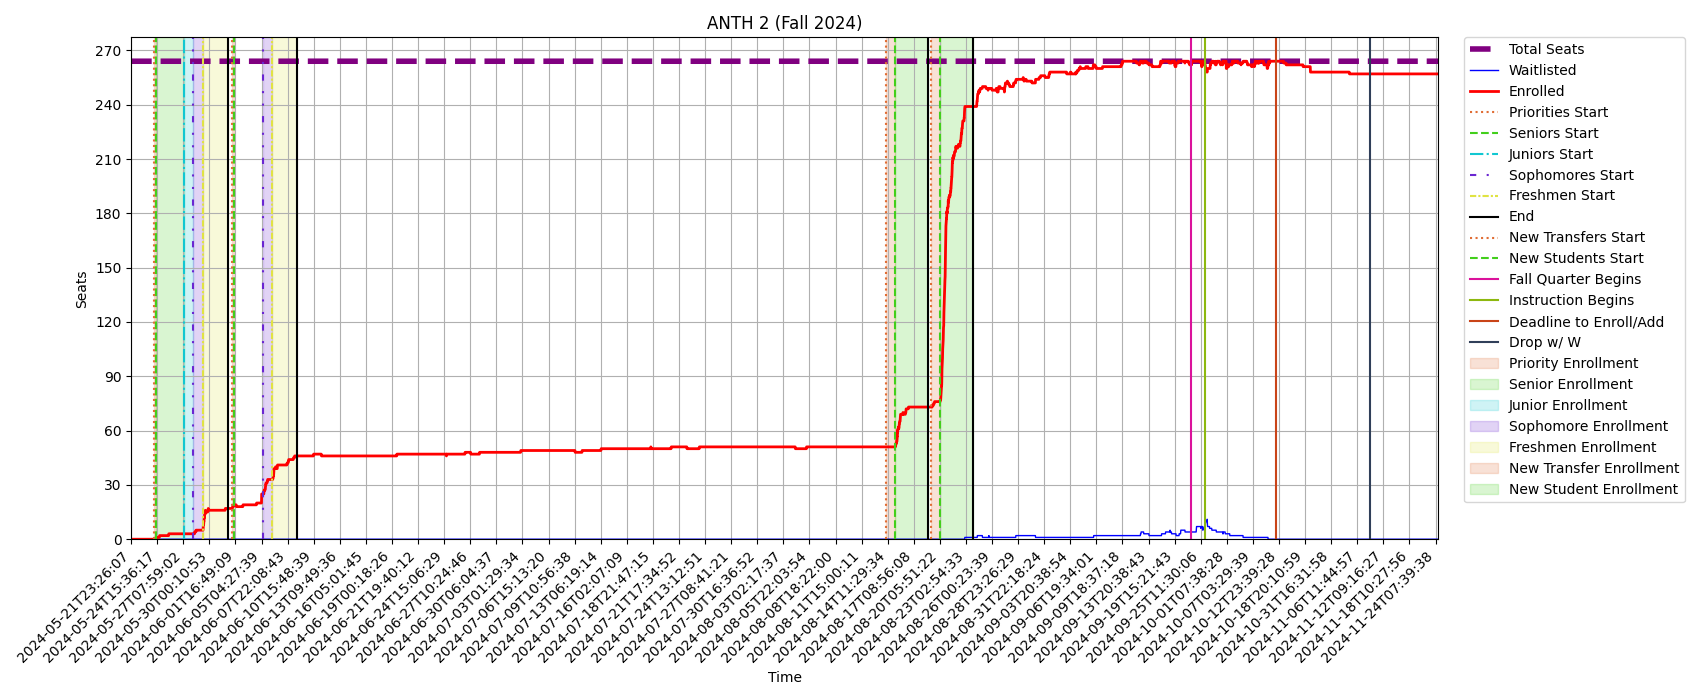 ANTH 2 (Fall 2024)
Seats
270
240
210
180
150
120
90
60
30
0
2024-05-21T23:26:07
2024-05-24T15:36:17
2024-05-27T07:59:02
2024-05-30T00:10:53
2024-06-01T16:49:09
2024-06-05T04:27:39
2024-06-07T22:08:43
2024-06-10T15:48:39
2024-06-13T09:49:36
2024-06-16T05:01:45
2024-06-19T00:18:26
2024-06-21T19:40:12
2024-06-24T15:06:29
2024-06-27T10:24:46
2024-06-30T06:04:37
2024-07-03T01:29:34
2024-07-06T15:13:20
2024-07-09T10:56:38
2024-07-13T06:19:14
2024-07-16T02:07:09
2024-07-18T21:47:15
2024-07-21T17:34:52
2024-07-24T13:12:51
2024-07-27T08:41:21
2024-07-30T16:36:52
2024-08-03T02:17:37
2024-08-05T22:03:54
2024-08-08T18:22:00
2024-08-11T15:00:11
2024-08-14T11:29:34
2024-08-17T08:56:08
2024-08-20T05:51:22
2024-08-23T02:54:33
2024-08-26T00:23:39
2024-08-28T23:26:29
2024-08-31T22:18:24
2024-09-03T20:38:54
2024-09-06T19:34:01
2024-09-09T18:37:18
2024-09-13T20:38:43
2024-09-19T15:21:43
2024-09-25T11:30:06
2024-10-01T07:38:29
2024-10-07T03:29:39
2024-10-12T23:39:28
2024-10-18T20:10:59
2024-10-31T16:31:58
2024-11-06T11:44:57
2024-11-12T09:16:27
2024-11-18T10:27:56
2024-11-24T07:39:38
Time
Total Seats
Waitlisted
Enrolled
Priorities Start
Seniors Start
Juniors Start
Sophomores Start
Freshmen Start
End
New Transfers Start
New Students Start
Fall Quarter Begins
Instruction Begins
Deadline to Enroll/Add
Drop w/ W
Priority Enrollment
Senior Enrollment
Junior Enrollment
Sophomore Enrollment
Freshmen Enrollment
New Transfer Enrollment
New Student Enrollment